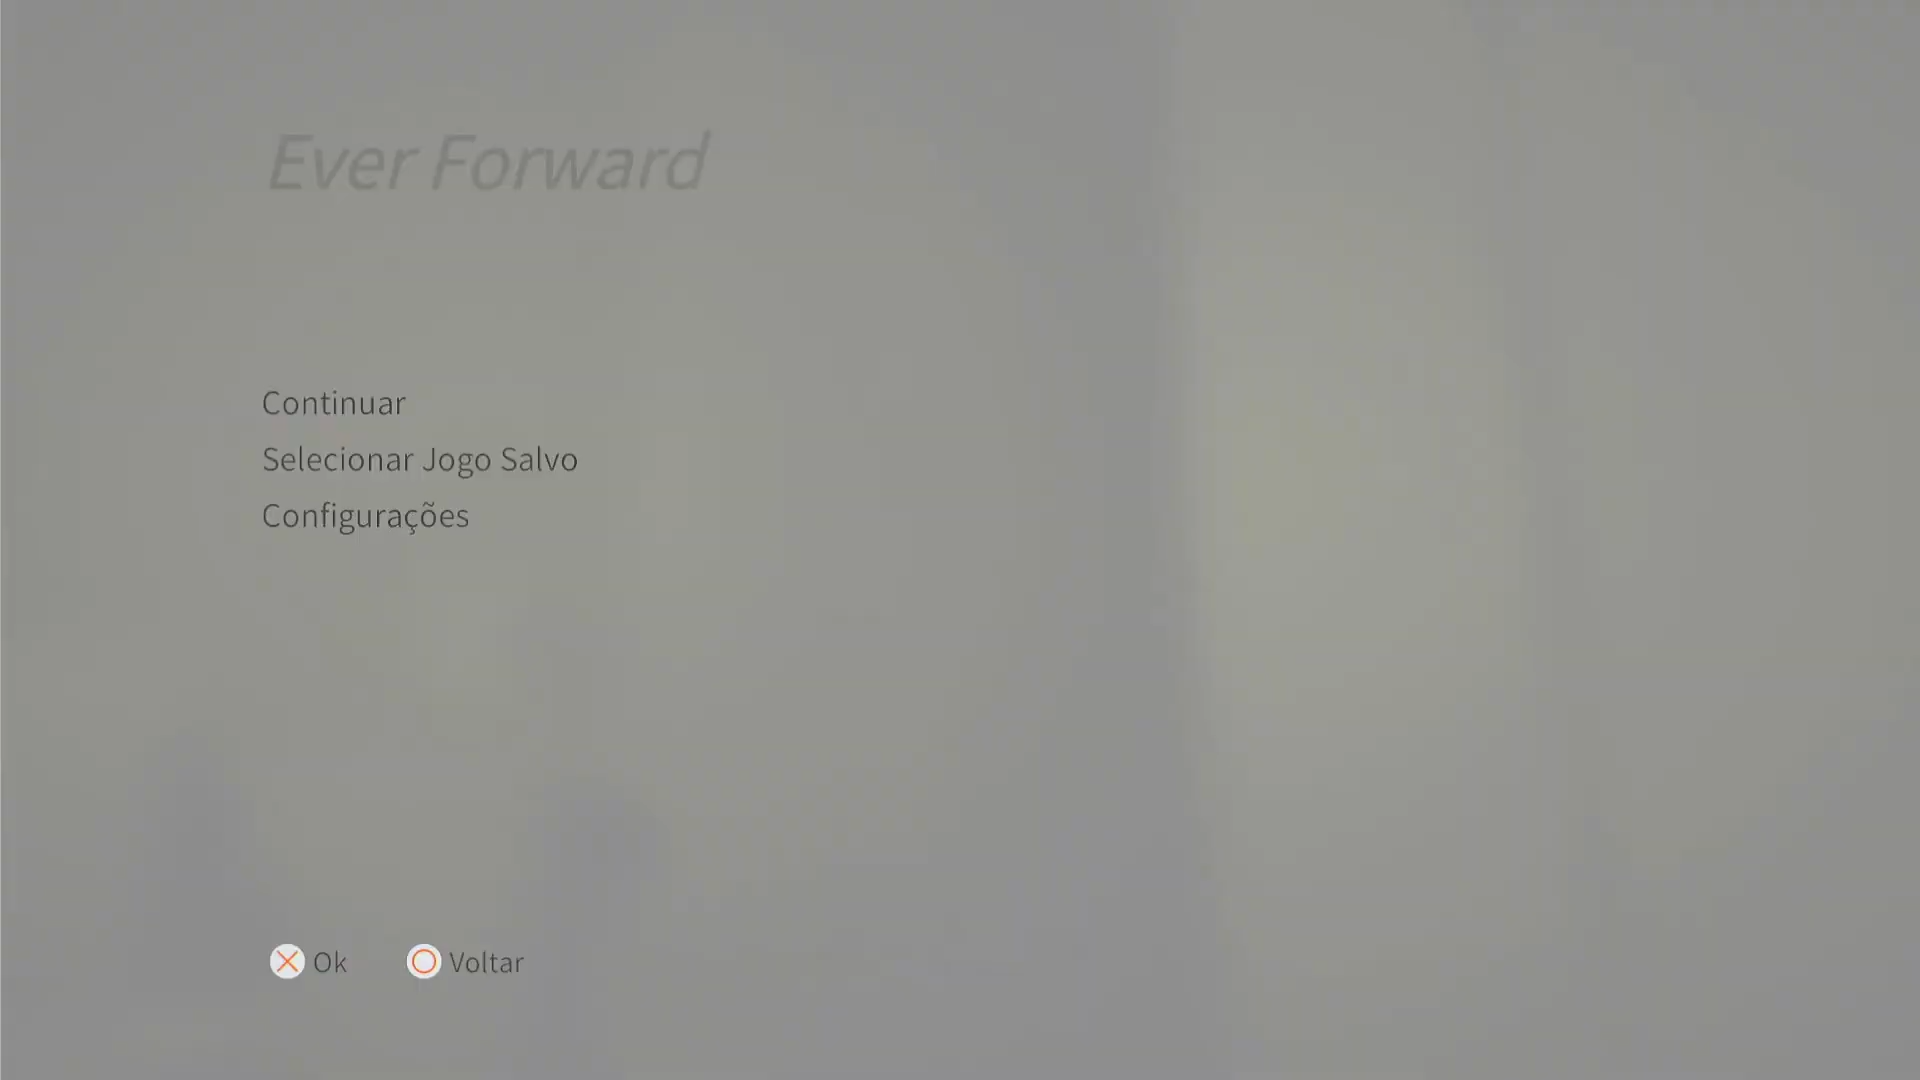 Ever Forward
Continuar
Selecionar Jogo Salvo
Configurações
Ok Voltar